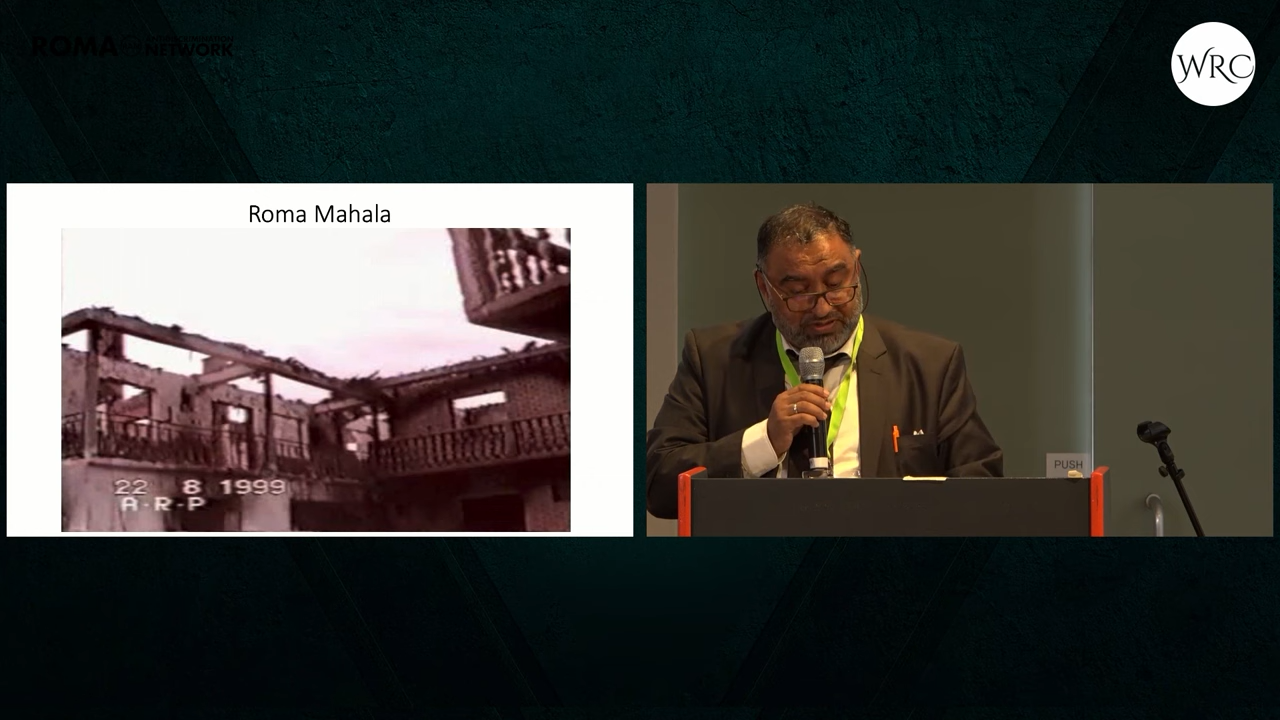 ROMA NETWORK
WRC
Roma Mahala
22 8 1999
A·R·P
PUSH